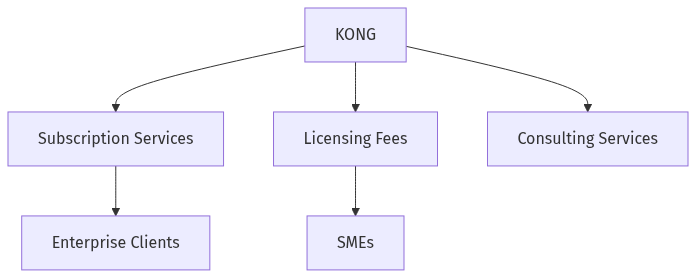 KONG
Subscription Services
Licensing Fees
Consulting Services
Enterprise Clients
SMEs